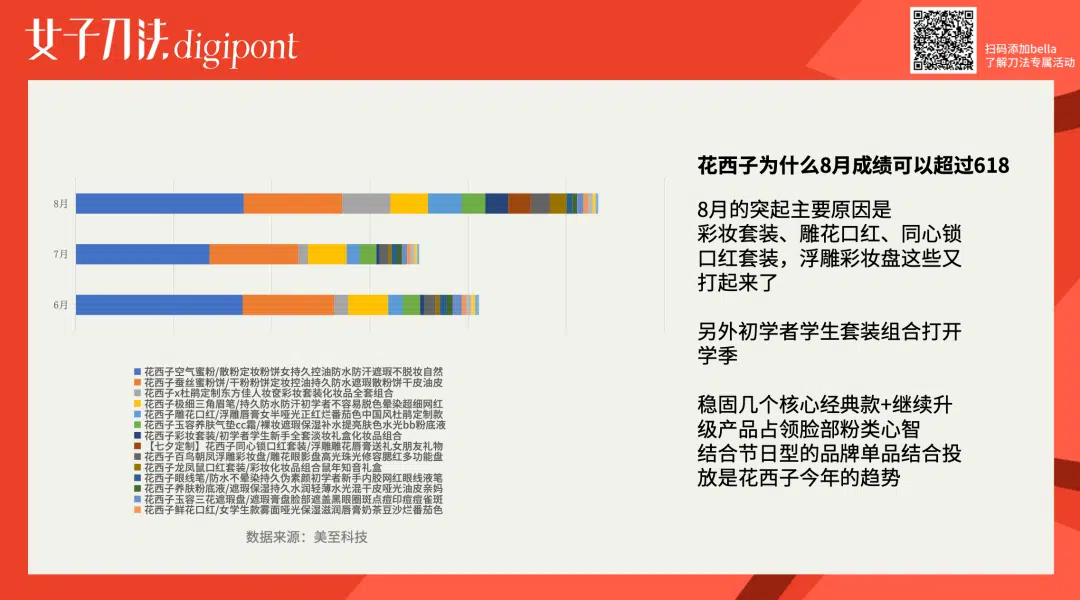 女子刀法 digipont
扫码添加bella
了解刀法专属活动
花西子为什么8月成绩可以超过618
8月的突起主要原因是
彩妆套装、雕花口红、同心锁
口红套装，浮雕彩妆盘这些又
打起来了
另外初学者学生套装组合打开
学季
稳固几个核心经典款+继续升
级产品占领脸部粉类心智
结合节日型的品牌单品结合投
放是花西子今年的趋势
8月
7月
6月
花西子空气蜜粉/散粉定妆粉饼女持久控油防水防汗遮瑕不脱妆自然
花西子蚕丝蜜粉饼/干粉粉饼定妆控油持久防水遮瑕散粉饼干皮油皮
花西子x杜鹃定制东方佳人妆奁彩妆套装化妆品全套组合
花西子极细三角眉笔/持久防水防汗初学者不容易脱色晕染超细网红
花西子雕花口红/浮雕唇膏女半哑光正红烂番茄色中国风杜鹃定制款
花西子玉容养肤气垫cc霜/裸妆遮瑕保湿补水提亮肤色水光bb粉底液
花西子彩妆套装/初学者学生新手全套淡妆礼盒化妆品组合
【七夕定制】花西子同心锁口红套装/浮雕雕花唇膏送礼女朋友礼物
花西子百鸟朝凤浮雕彩妆盘/雕花眼影盘高光珠光修容腮红多功能盘
花西子龙凤鼠口红套装/彩妆化妆品组合鼠年知音礼盒
花西子眼线笔/防水不晕染持久伪素颜初学者新手内胶网红眼线液笔
花西子养肤粉底液/遮瑕保湿持久水润轻薄水光混干皮哑光油皮亲妈
花西子玉容三花遮瑕盘/遮瑕膏盘脸部遮盖黑眼圈斑点痘印痘痘雀斑
花西子鲜花口红/女学生款雾面哑光保湿滋润唇膏奶茶豆沙烂番茄色
数据来源：美至科技